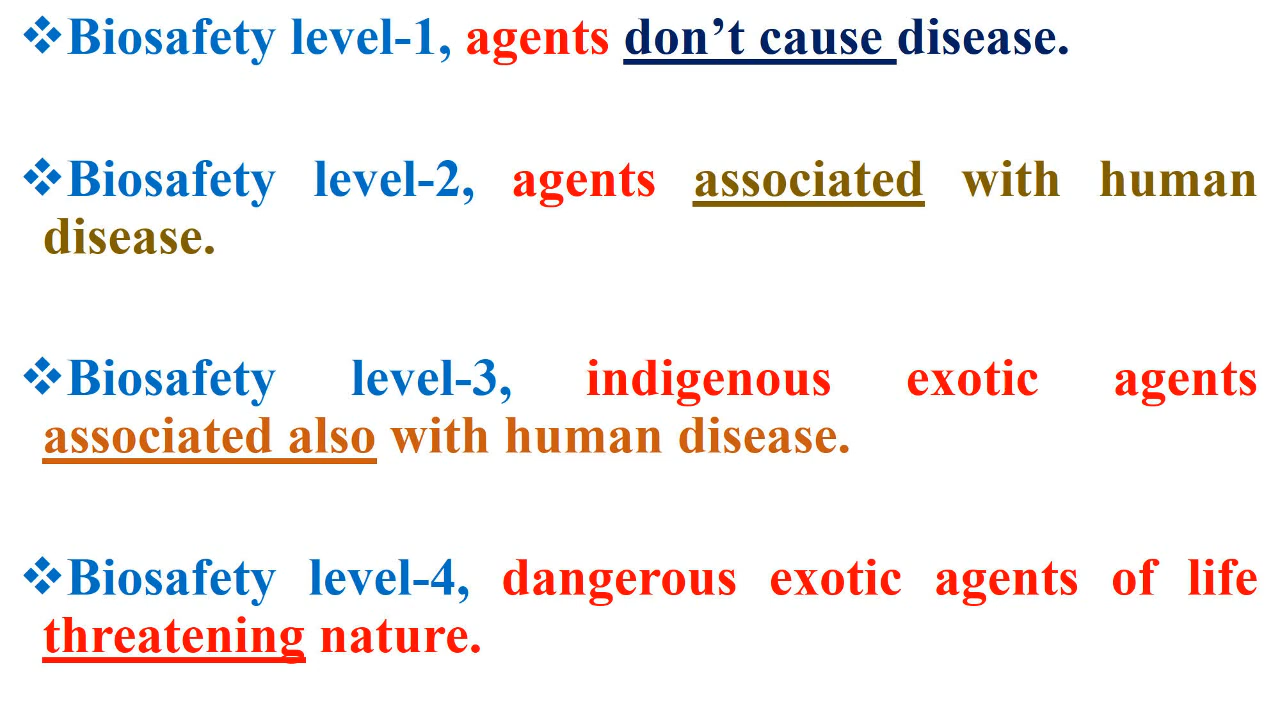 ❖Biosafety level-1, agents don’t cause disease.
❖Biosafety level-2, agents associated with human
disease.
❖Biosafety level-3, indigenous exotic agents
associated also with human disease.
❖Biosafety level-4, dangerous exotic agents of life
threatening nature.